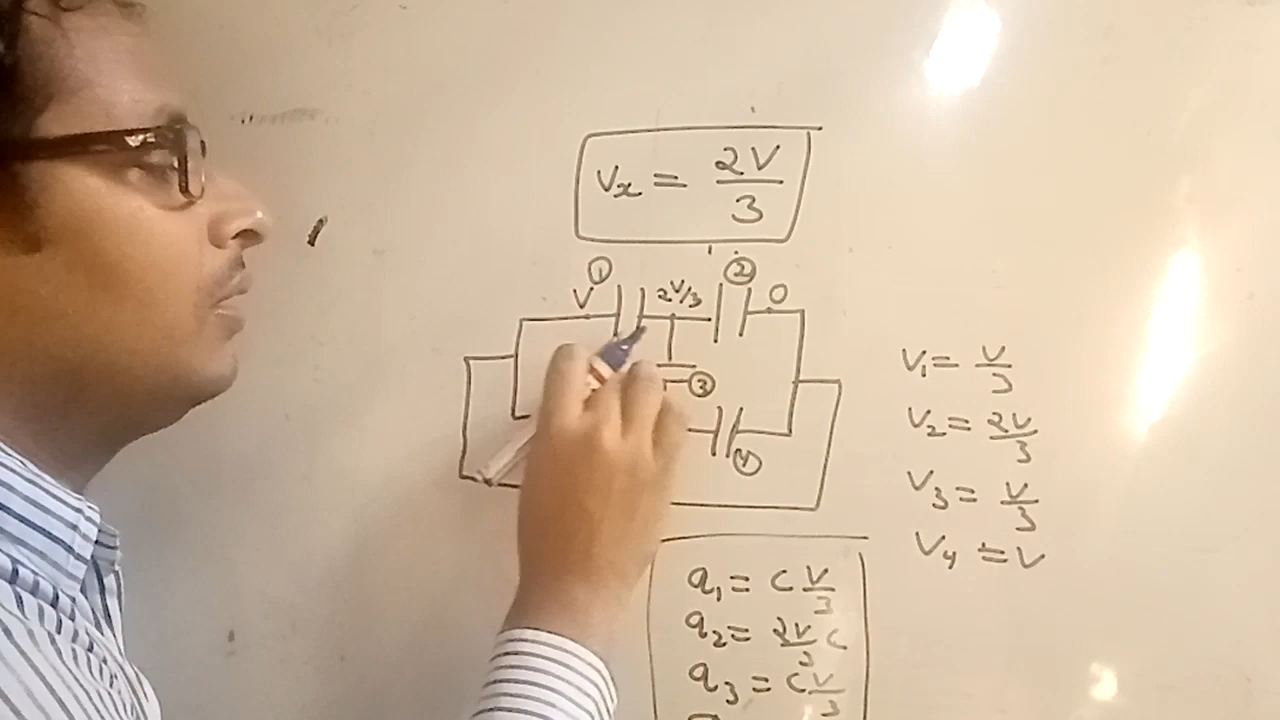 Vx = 2V/3
① ②
V 2V/3 0
③
④
V1 = V/3
V2 = 2V/3
V3 = V/3
V4 = V
q1 = C V/3
q2 = 2V/3 C
q3 = C V/3